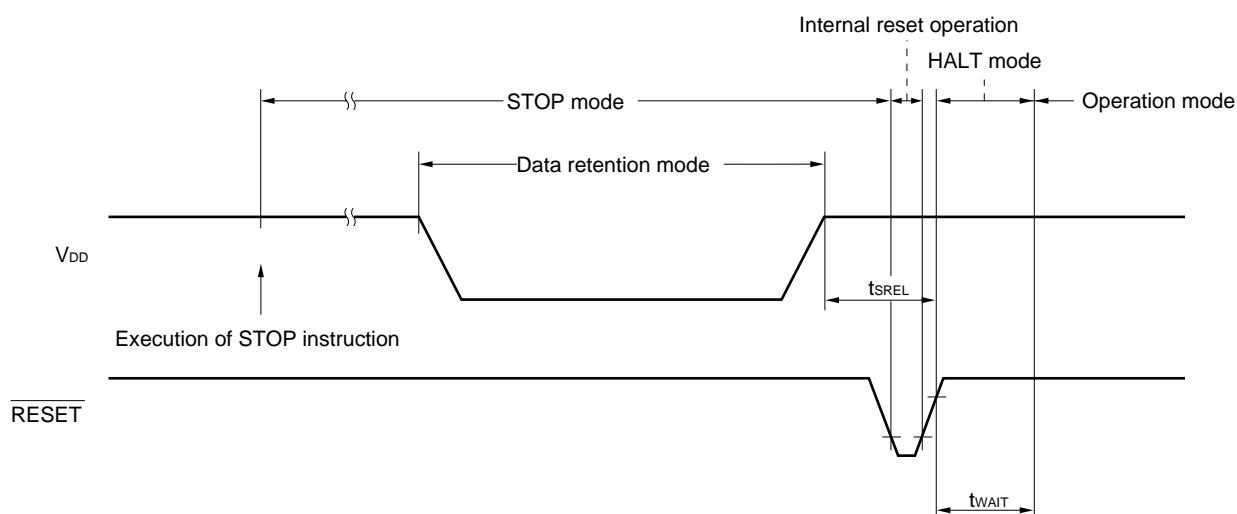 Internal reset operation
HALT mode
STOP mode
Operation mode
Data retention mode
VDD
tSREL
Execution of STOP instruction
RESET
tWAIT